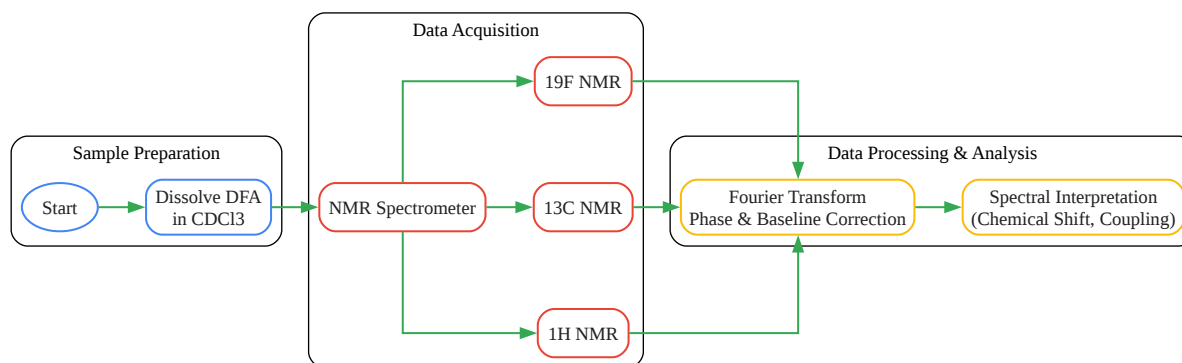 Data Acquisition
19F NMR
Sample Preparation
Start
Dissolve DFA
in CDCl3
NMR Spectrometer
13C NMR
Data Processing & Analysis
Fourier Transform
Phase & Baseline Correction
Spectral Interpretation
(Chemical Shift, Coupling)
1H NMR